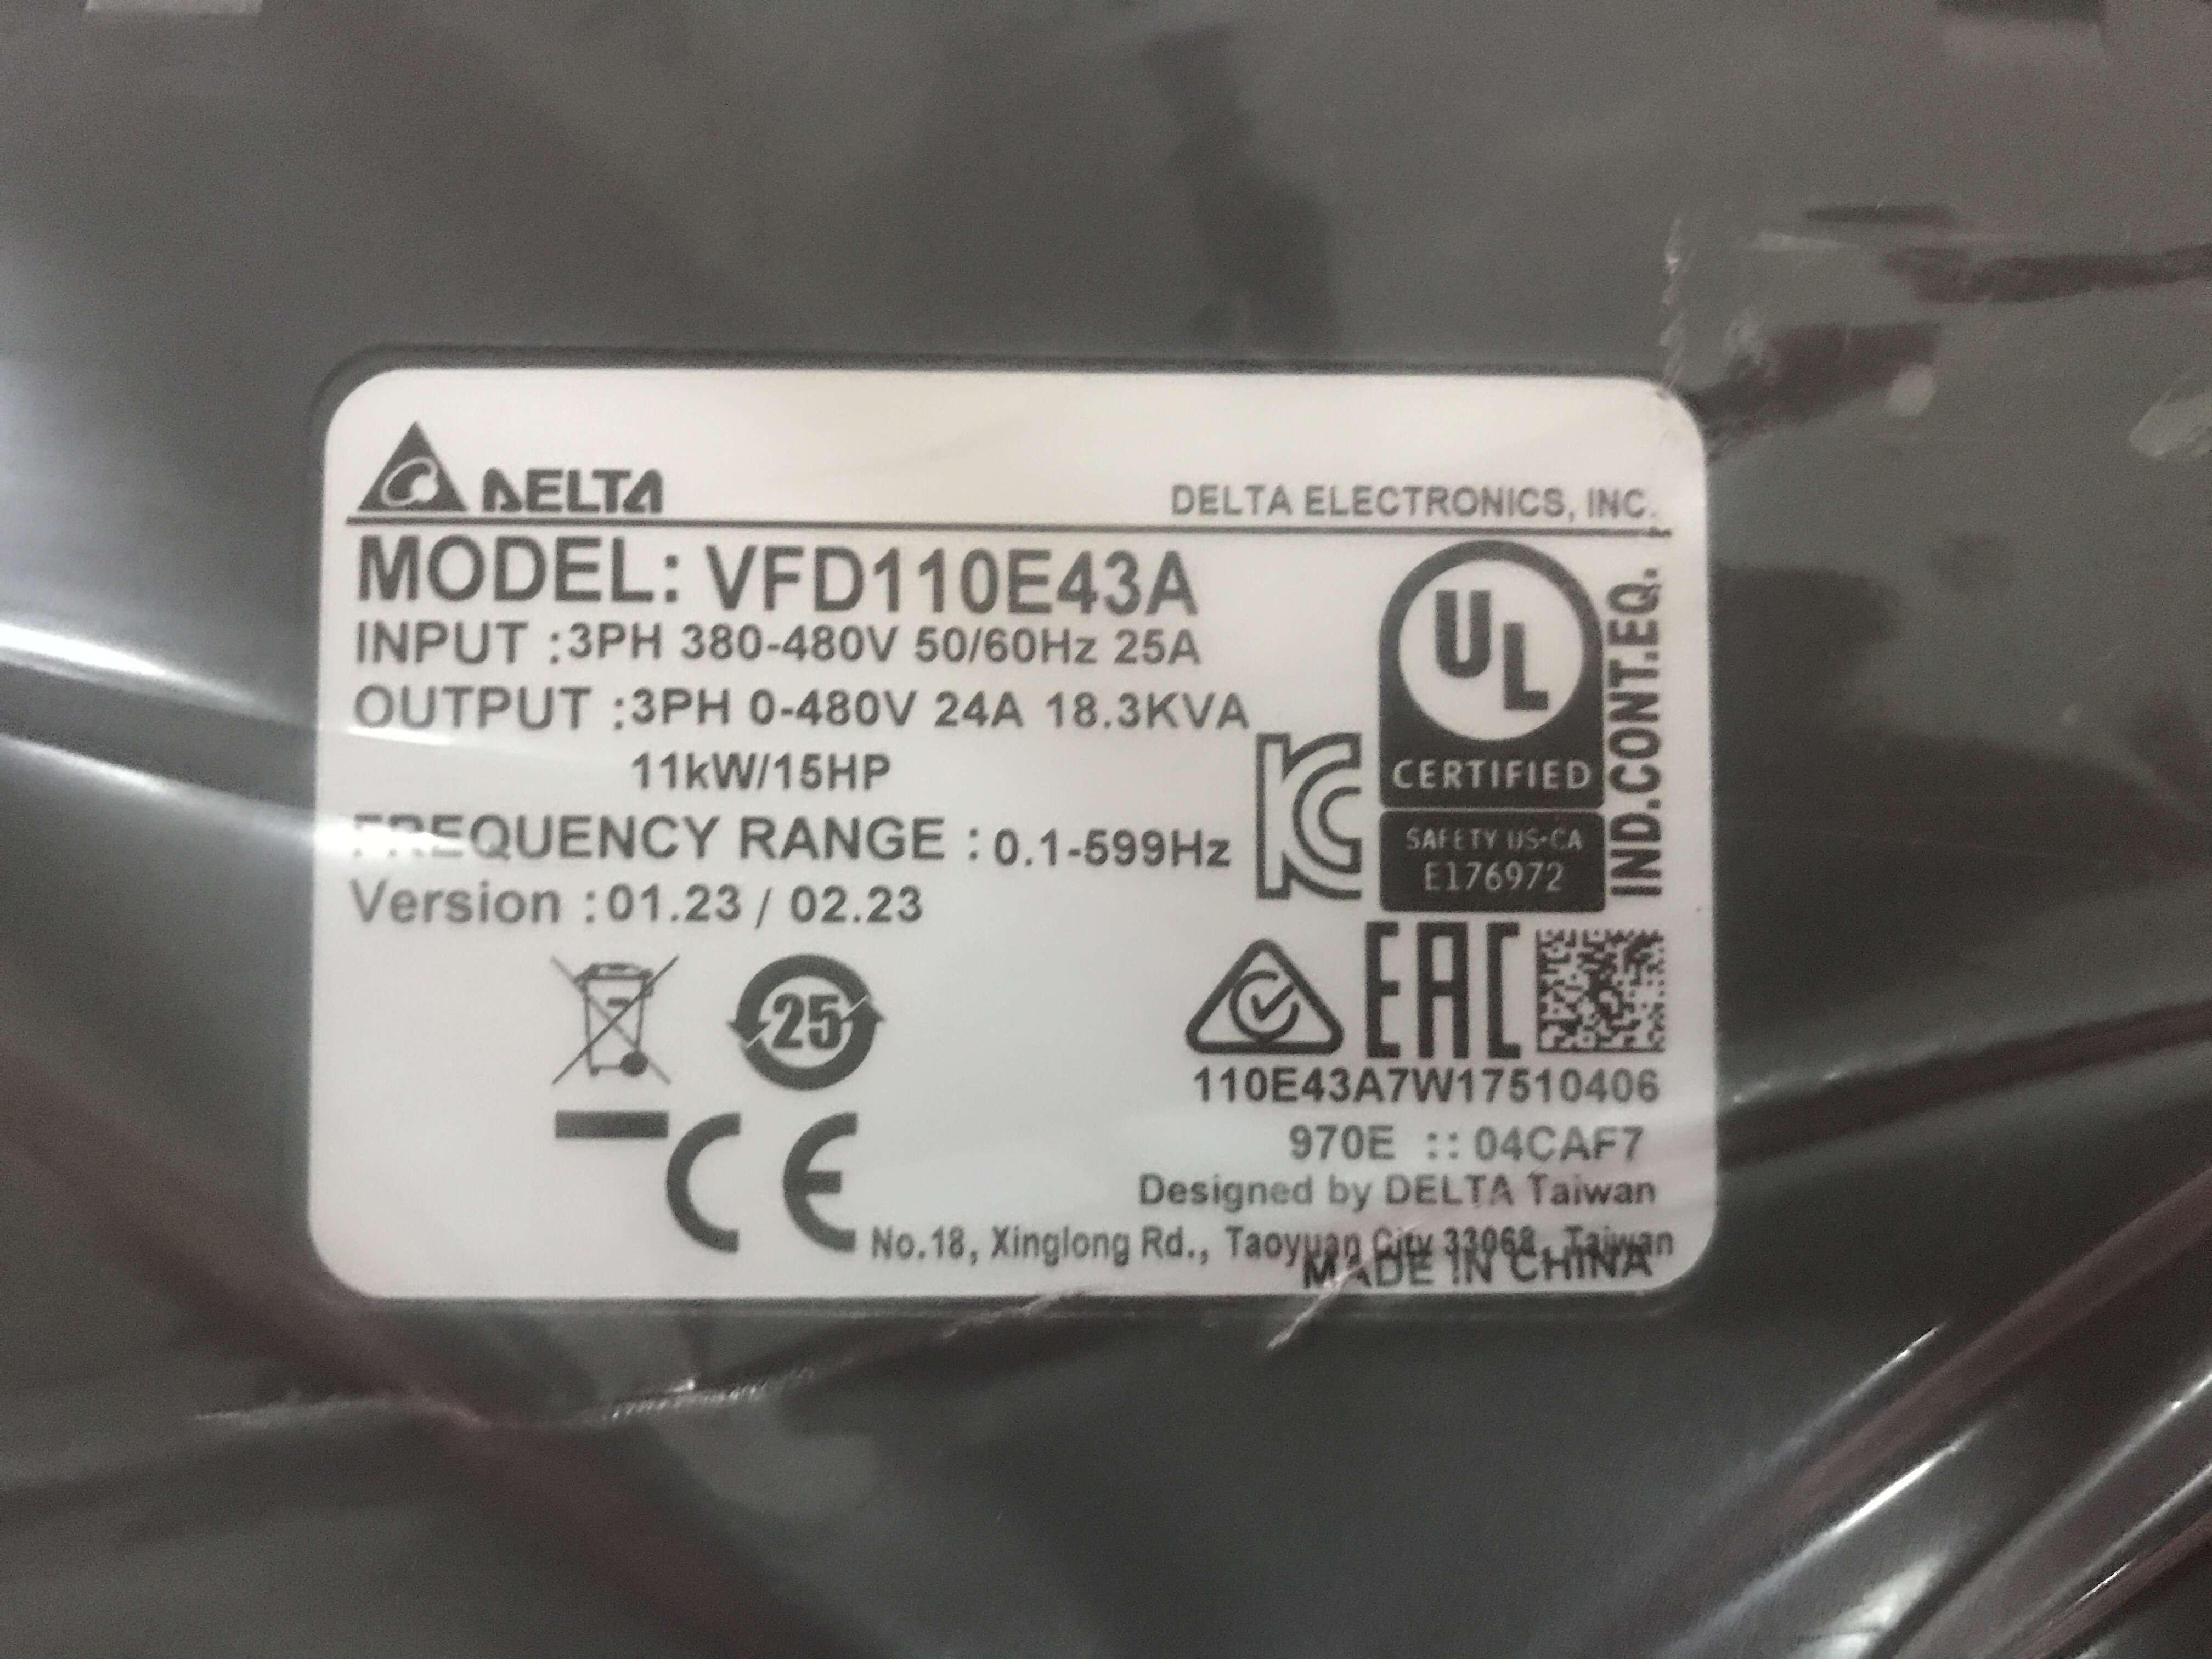 DELTA
DELTA ELECTRONICS, INC.
MODEL: VFD110E43A
INPUT :3PH 380-480V 50/60Hz 25A
OUTPUT :3PH 0-480V 24A 18.3KVA
11kW/15HP
FREQUENCY RANGE : 0.1-599Hz
Version :01.23 / 02.23
UL
CERTIFIED
SAFETY US-CA
E176972
IND.CONT.EQ.
KC
25
EAC
110E43A7W17510406
970E :: 04CAF7
CE
Designed by DELTA Taiwan
No.18, Xinglong Rd., Taoyuan City 33068, Taiwan
MADE IN CHINA